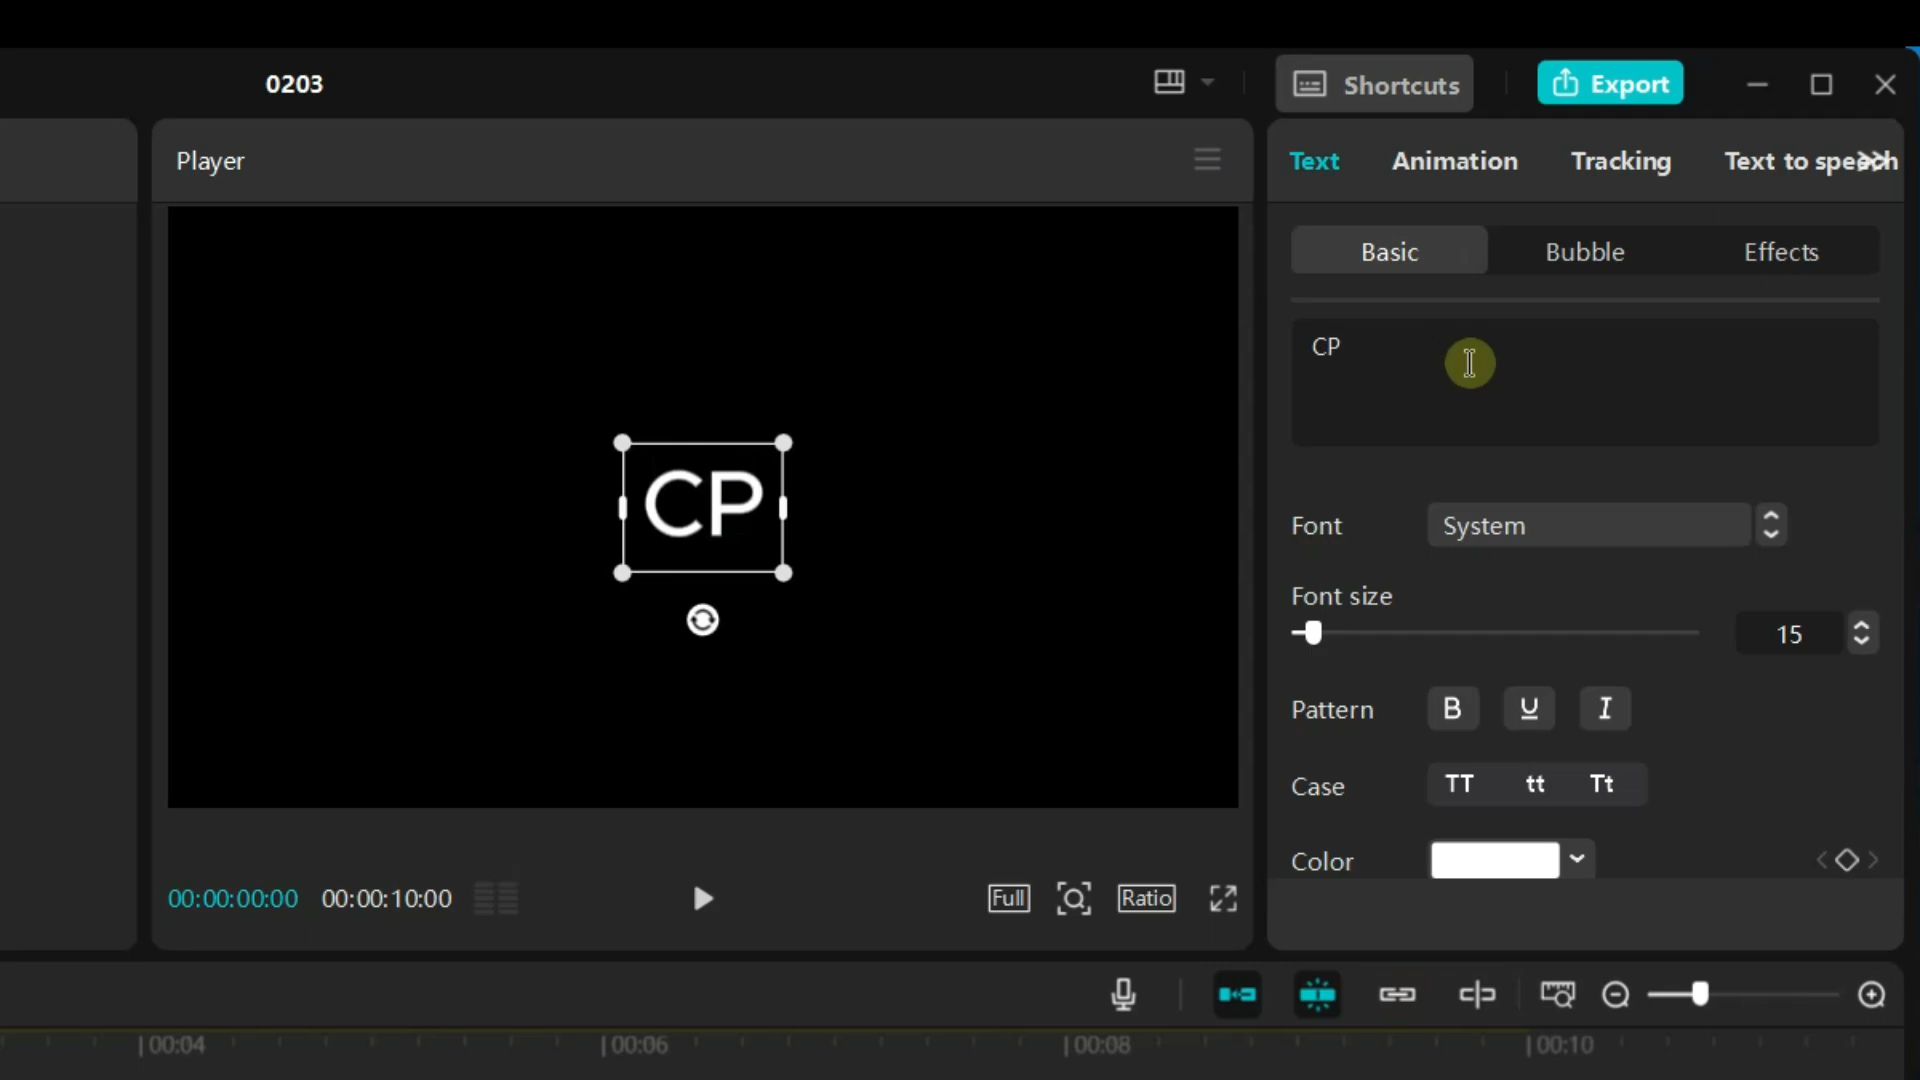 0203
Shortcuts
Export
Player
Text
Animation
Tracking
Text to speech
Basic
Bubble
Effects
CP
CP
Font
System
Font size
15
Pattern
B
U
I
Case
TT
tt
Tt
Color
00:00:00:00
00:00:10:00
Full
Ratio
00:04
00:06
00:08
00:10